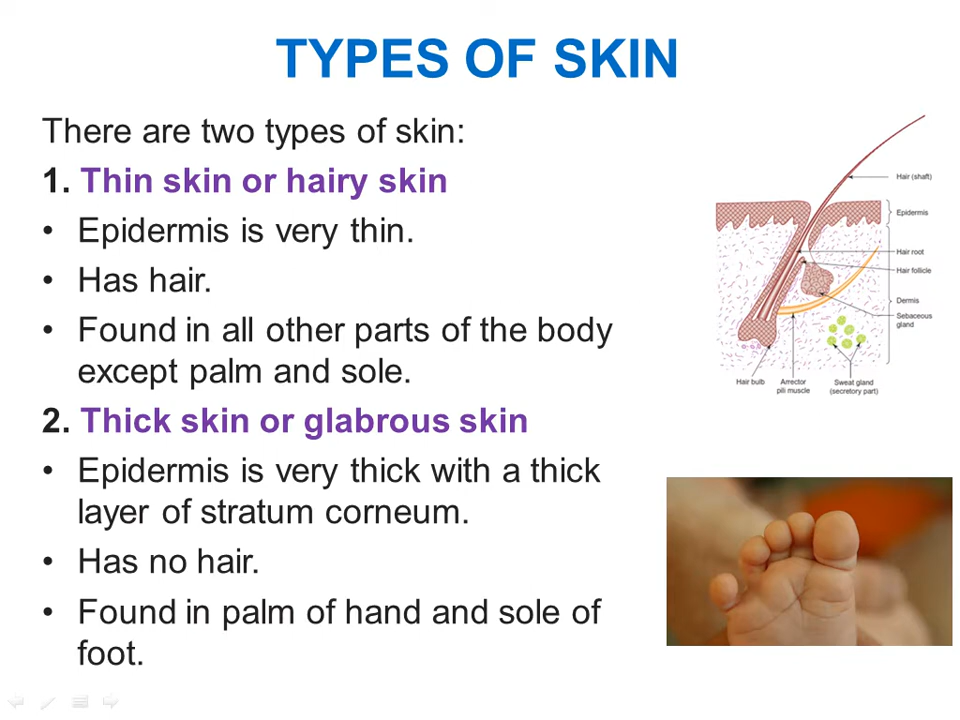 TYPES OF SKIN
There are two types of skin:
1. Thin skin or hairy skin
• Epidermis is very thin.
• Has hair.
• Found in all other parts of the body
except palm and sole.
2. Thick skin or glabrous skin
• Epidermis is very thick with a thick
layer of stratum corneum.
• Has no hair.
• Found in palm of hand and sole of
foot.
Hair (shaft)
Epidermis
Hair root
Hair follicle
Dermis
Sebaceous
gland
Hair bulb
Arrector
pili muscle
Sweat gland
(secretory part)